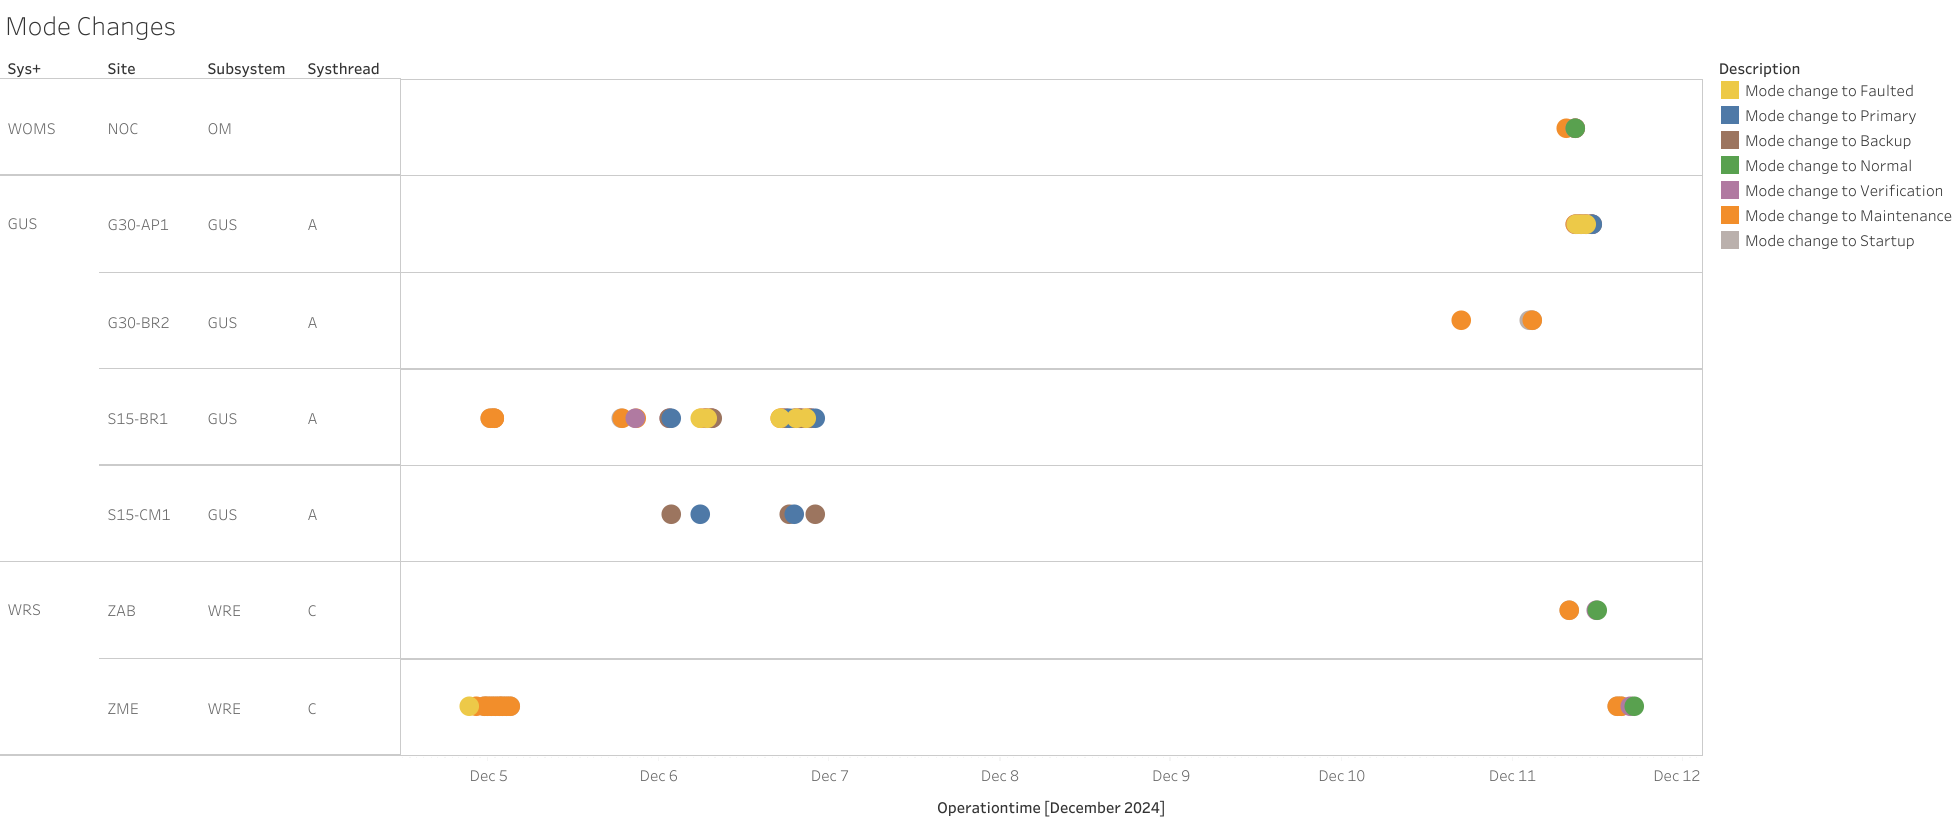 Mode Changes
Sys+ Site Subsystem Systhread
Description
Mode change to Faulted
Mode change to Primary
Mode change to Backup
Mode change to Normal
Mode change to Verification
Mode change to Maintenance
Mode change to Startup
WOMS NOC OM
GUS G30-AP1 GUS A
G30-BR2 GUS A
S15-BR1 GUS A
S15-CM1 GUS A
WRS ZAB WRE C
ZME WRE C
Dec 5 Dec 6 Dec 7 Dec 8 Dec 9 Dec 10 Dec 11 Dec 12
Operationtime [December 2024]